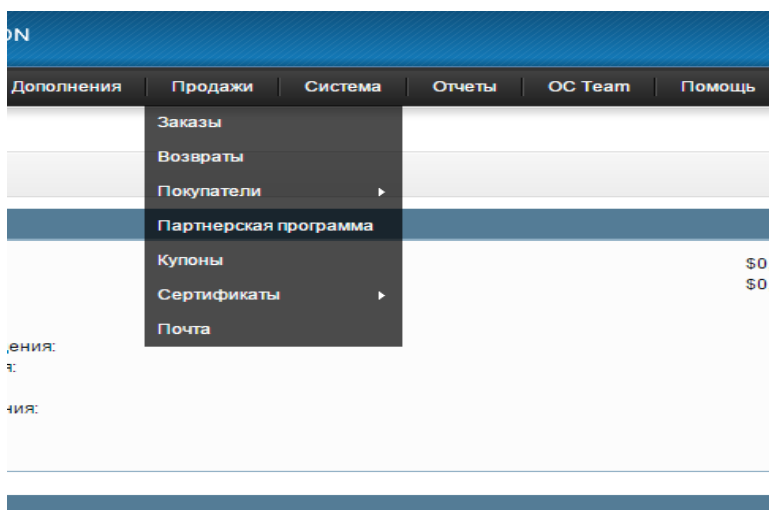 ON
Дополнения Продажи Система Отчеты OC Team Помощь
Заказы
Возвраты
Покупатели
Партнерская программа
Купоны
$0
Сертификаты
$0
Почта
дения:
я:
ния: